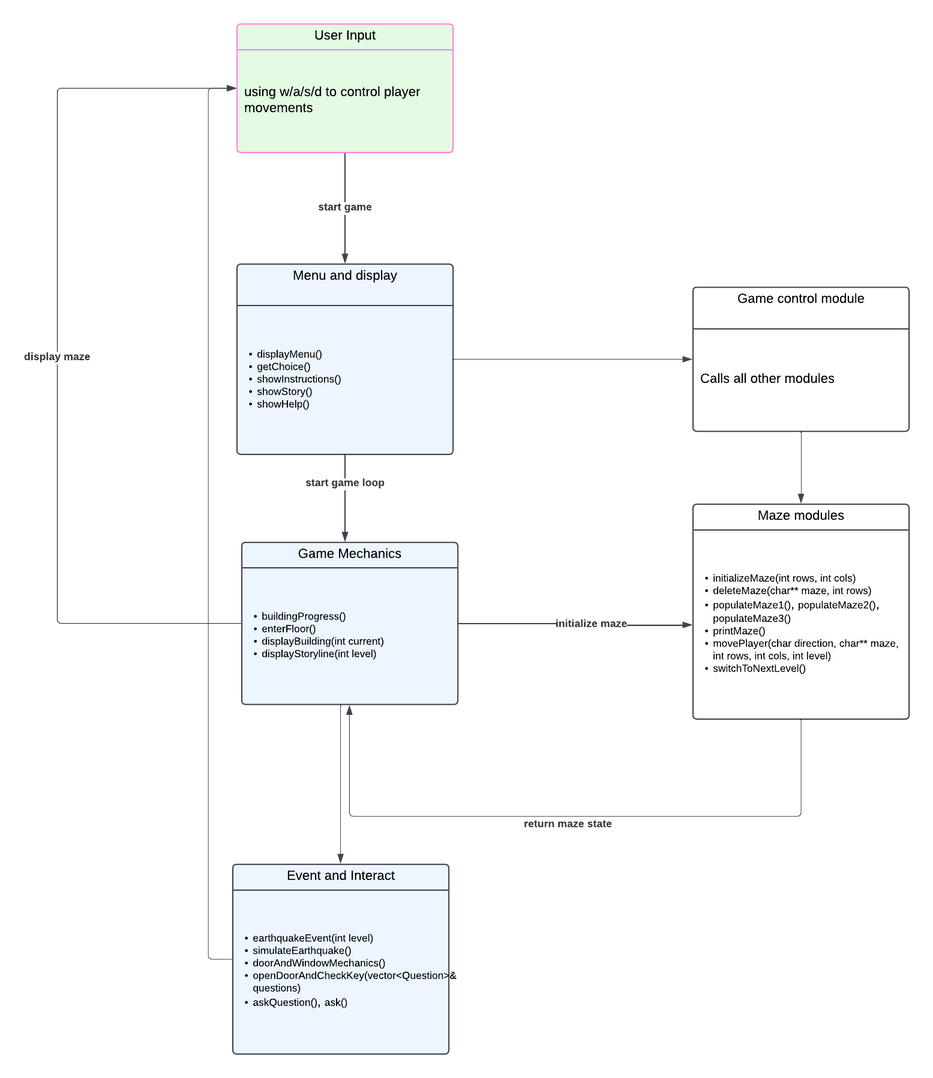 User Input
using w/a/s/d to control player
movements
start game
Menu and display
• displayMenu()
• getChoice()
• showInstructions()
• showStory()
• showHelp()
Game control module
Calls all other modules
display maze
start game loop
Game Mechanics
• buildingProgress()
• enterFloor()
• displayBuilding(int current)
• displayStoryline(int level)
initialize maze
Maze modules
• initializeMaze(int rows, int cols)
• deleteMaze(char** maze, int rows)
• populateMaze1(), populateMaze2(),
populateMaze3()
• printMaze()
• movePlayer(char direction, char** maze,
int rows, int cols, int level)
• switchToNextLevel()
return maze state
Event and Interact
• earthquakeEvent(int level)
• simulateEarthquake()
• doorAndWindowMechanics()
• openDoorAndCheckKey(vector<Question>&
questions)
• askQuestion(), ask()